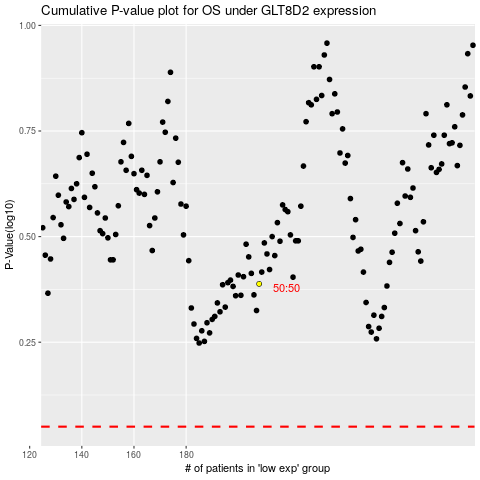 Cumulative P-value plot for OS under GLT8D2 expression
P-Value(log10)
1.00
0.75
0.50
0.25
50:50
120 140 160 180
# of patients in 'low exp' group